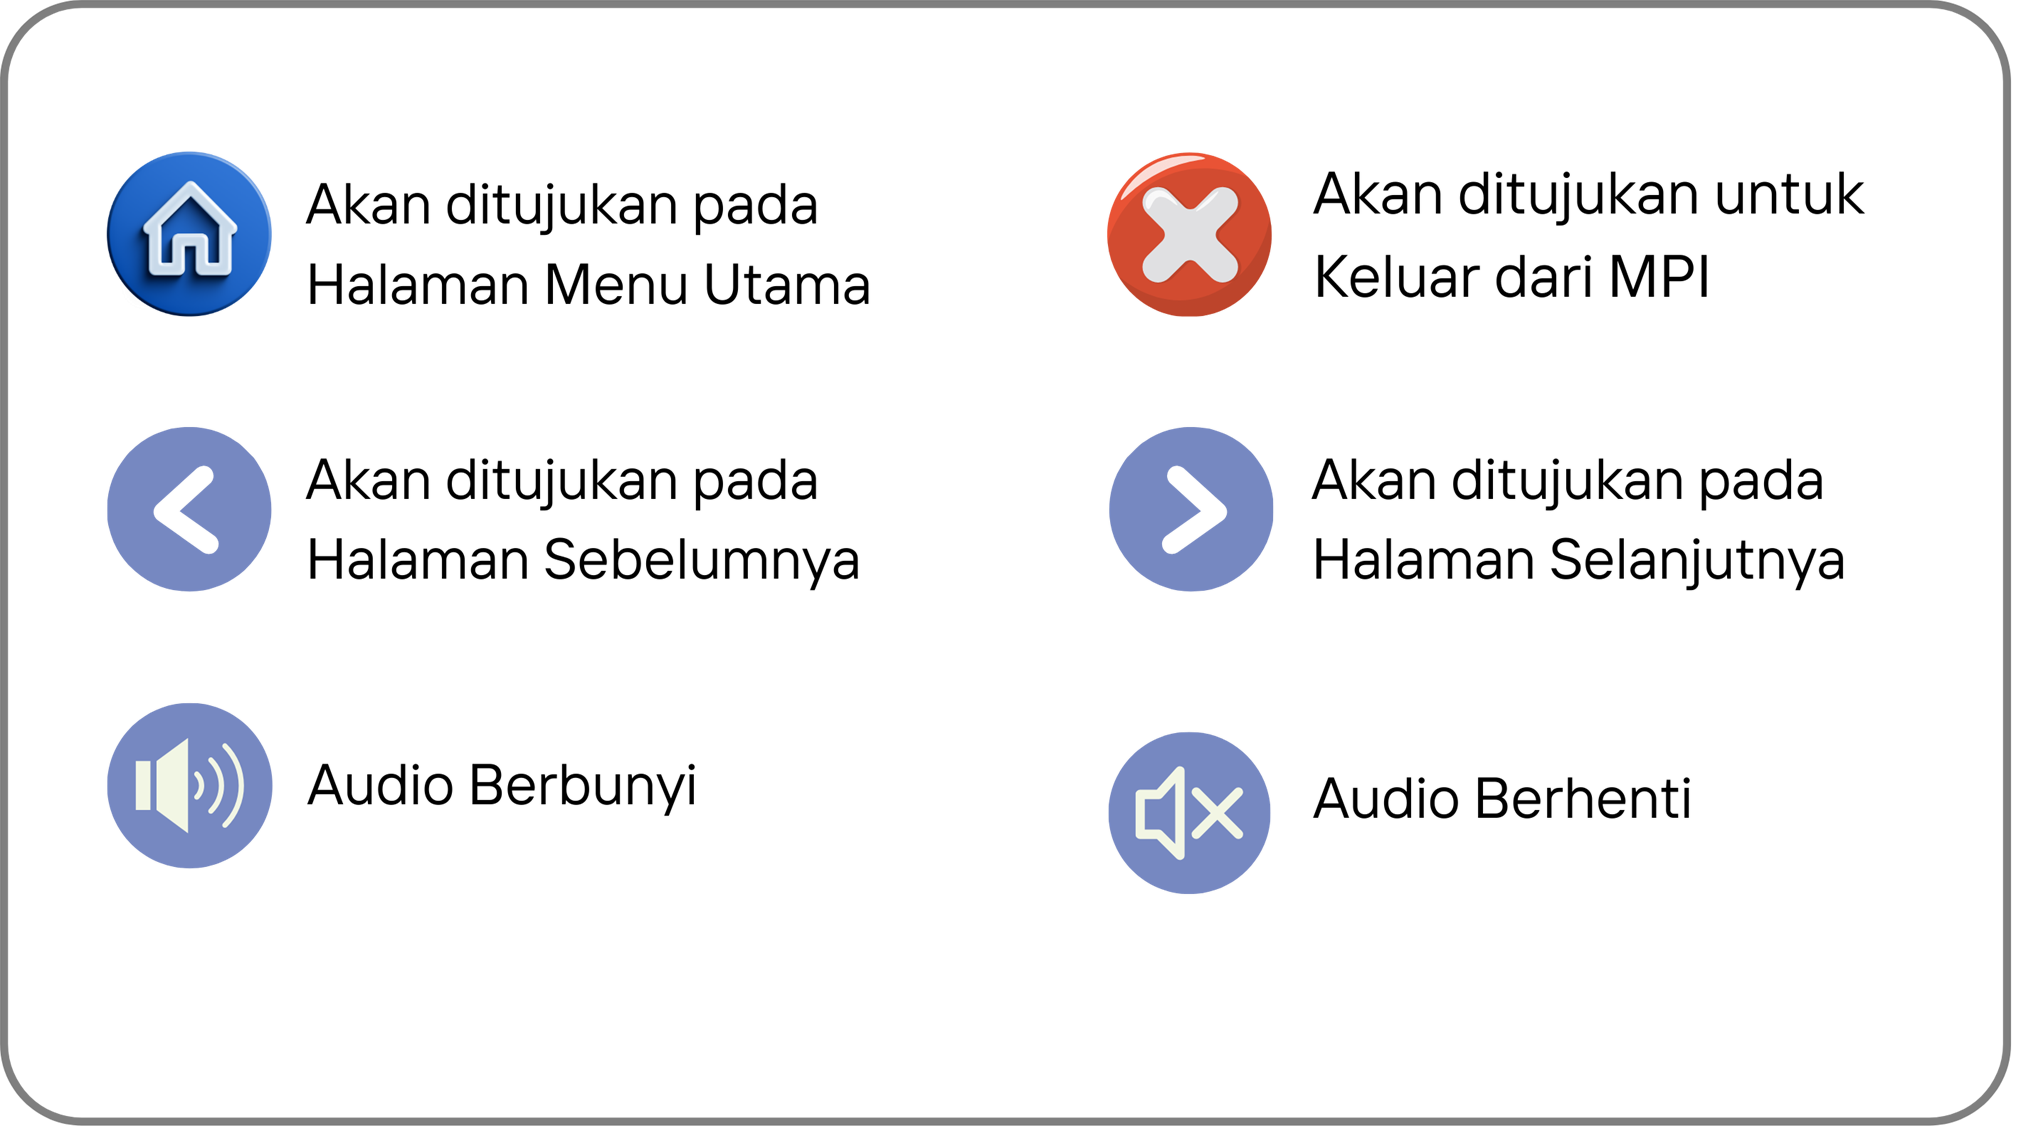 Akan ditujukan pada
Halaman Menu Utama
Akan ditujukan untuk
Keluar dari MPI
Akan ditujukan pada
Halaman Sebelumnya
Akan ditujukan pada
Halaman Selanjutnya
Audio Berbunyi
Audio Berhenti